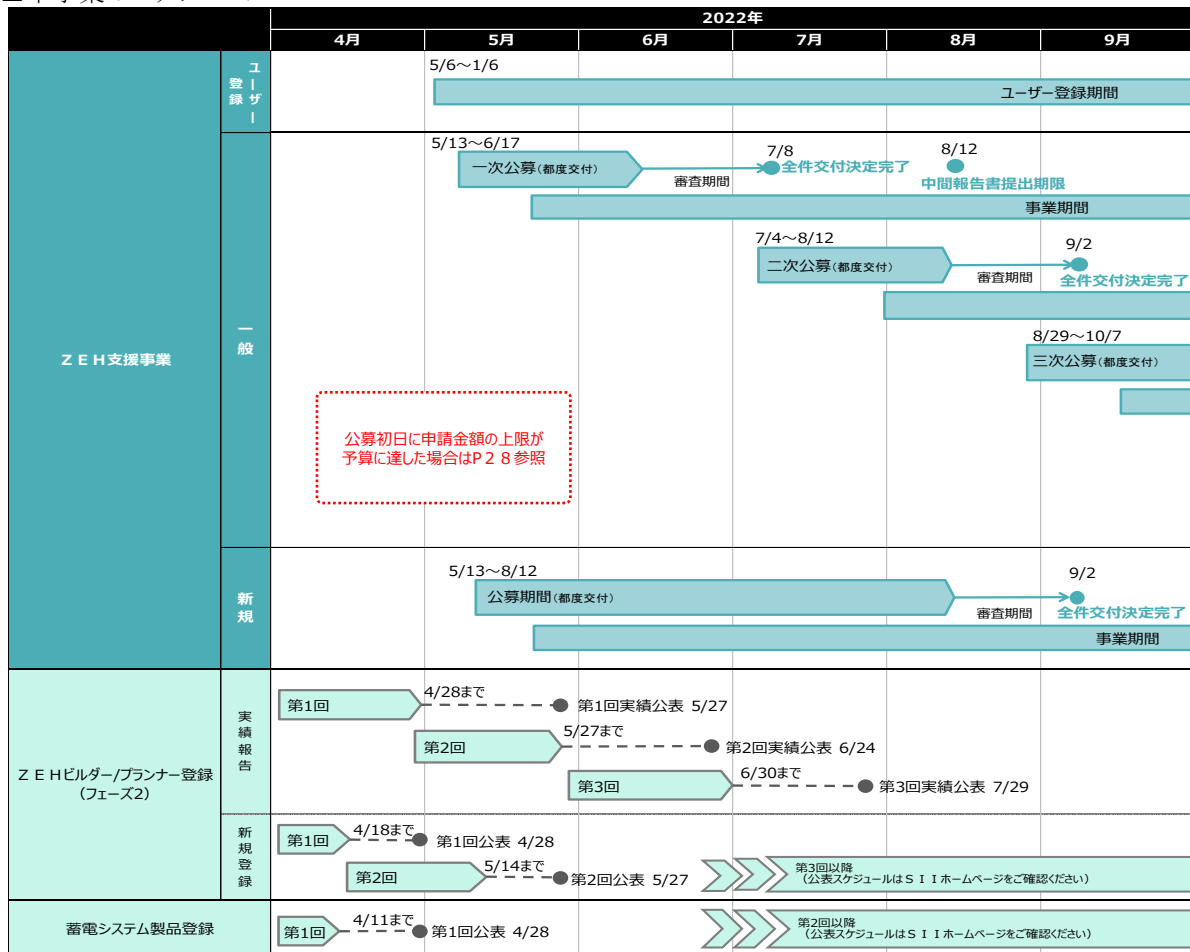 2022年
4月
5月
6月
7月
8月
9月
ZEH支援事業
ユーザー登録
5/6～1/6
ユーザー登録期間
一般
5/13～6/17
一次公募(都度交付)
審査期間
7/8
全件交付決定完了
8/12
中間報告書提出期限
事業期間
7/4～8/12
二次公募(都度交付)
審査期間
9/2
全件交付決定完了
8/29～10/7
三次公募(都度交付)
公募初日に申請金額の上限が
予算に達した場合はP28参照
新規
5/13～8/12
公募期間(都度交付)
審査期間
9/2
全件交付決定完了
事業期間
ZEHビルダー/プランナー登録
(フェーズ2)
実績報告
第1回
4/28まで
第1回実績公表 5/27
第2回
5/27まで
第2回実績公表 6/24
第3回
6/30まで
第3回実績公表 7/29
新規登録
第1回
4/18まで
第1回公表 4/28
第2回
5/14まで
第2回公表 5/27
第3回以降
(公表スケジュールはSIIホームページをご確認ください)
蓄電システム製品登録
第1回
4/11まで
第1回公表 4/28
第2回以降
(公表スケジュールはSIIホームページをご確認ください)